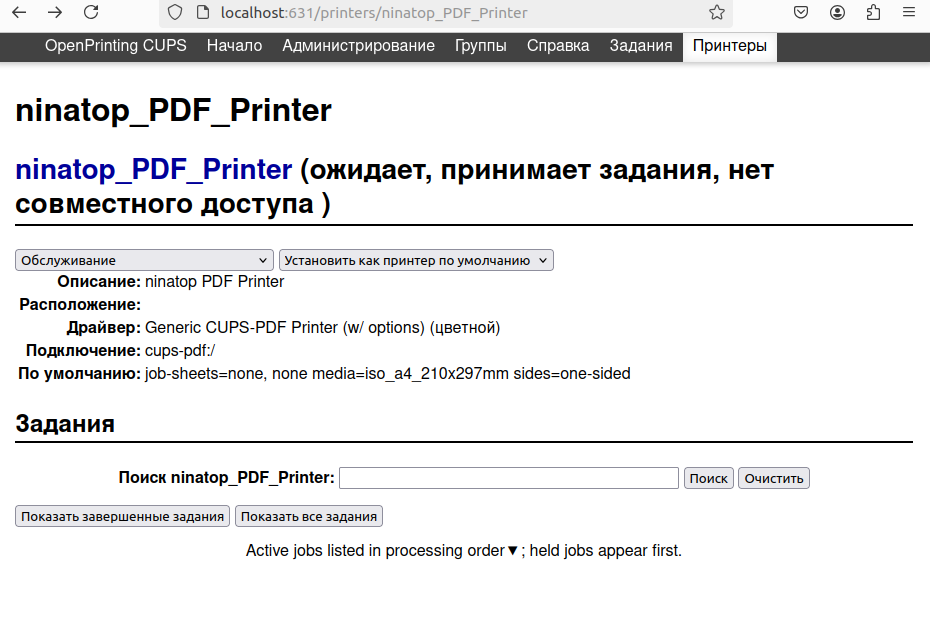 localhost:631/printers/ninatop_PDF_Printer
OpenPrinting CUPS Начало Администрирование Группы Справка Задания Принтеры
ninatop_PDF_Printer
ninatop_PDF_Printer (ожидает, принимает задания, нет
совместного доступа )
Обслуживание Установить как принтер по умолчанию
Описание: ninatop PDF Printer
Расположение:
Драйвер: Generic CUPS-PDF Printer (w/ options) (цветной)
Подключение: cups-pdf:/
По умолчанию: job-sheets=none, none media=iso_a4_210x297mm sides=one-sided
Задания
Поиск ninatop_PDF_Printer: Поиск Очистить
Показать завершенные задания Показать все задания
Active jobs listed in processing order▼; held jobs appear first.